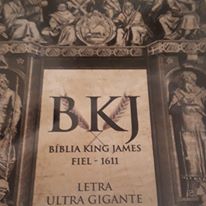 BKJ
BÍBLIA KING JAMES
FIEL - 1611
LETRA
ULTRA GIGANTE